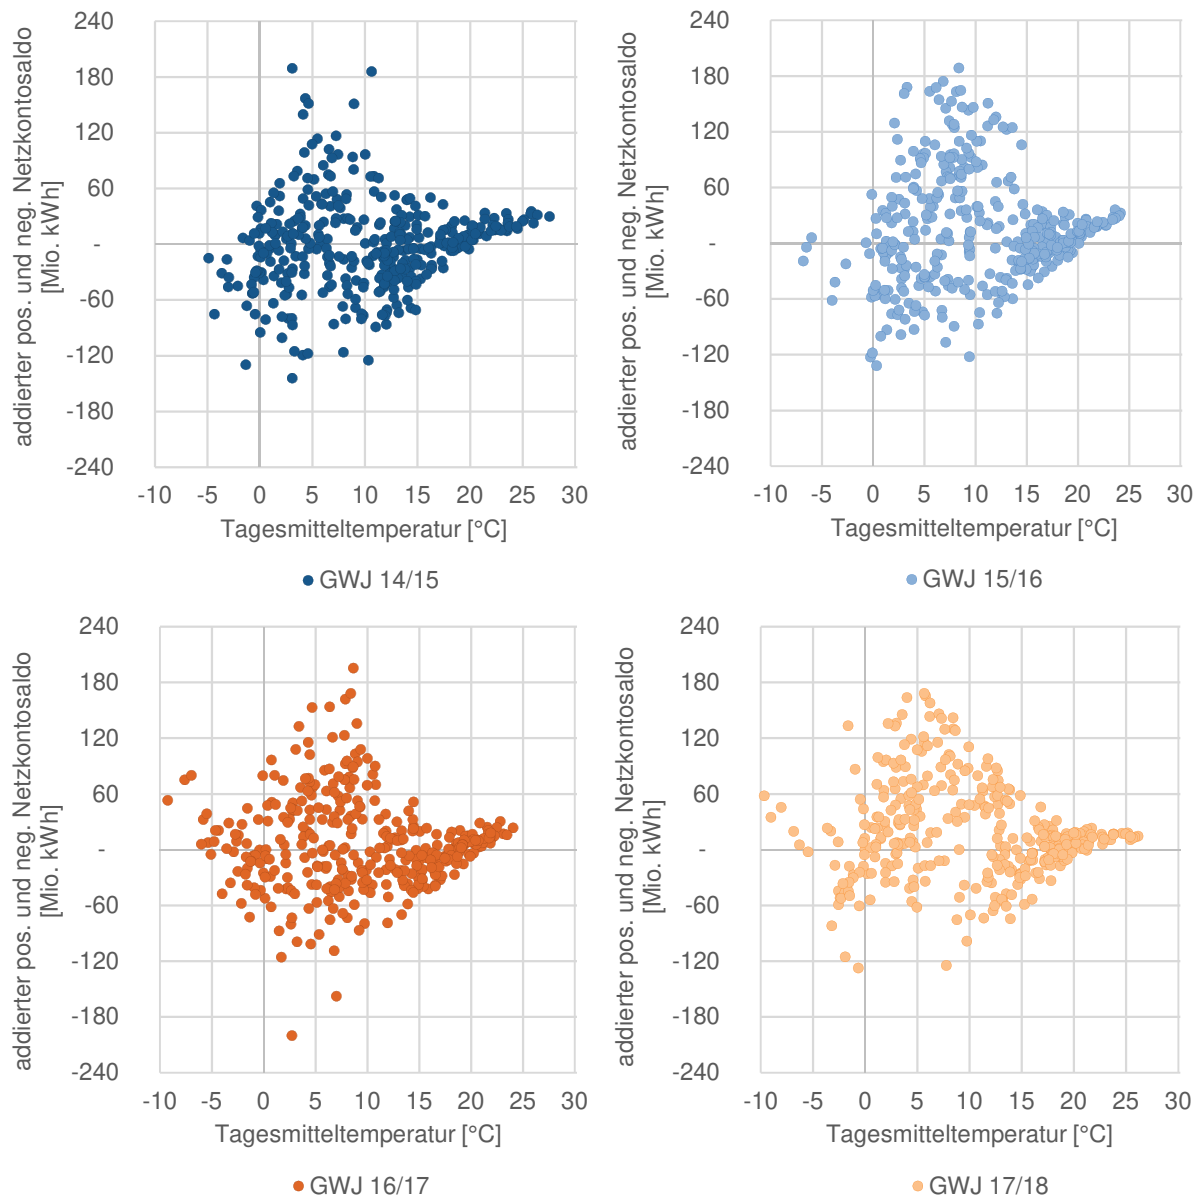 addierter pos. und neg. Netzkontosaldo
[Mio. kWh]
240
180
120
60
-
-60
-120
-180
-240
-10 -5 0 5 10 15 20 25 30
Tagesmitteltemperatur [°C]
GWJ 14/15
addierter pos. und neg. Netzkontosaldo
[Mio. kWh]
240
180
120
60
-
-60
-120
-180
-240
-10 -5 0 5 10 15 20 25 30
Tagesmitteltemperatur [°C]
GWJ 15/16
addierter pos. und neg. Netzkontosaldo
[Mio. kWh]
240
180
120
60
-
-60
-120
-180
-240
-10 -5 0 5 10 15 20 25 30
Tagesmitteltemperatur [°C]
GWJ 16/17
addierter pos. und neg. Netzkontosaldo
[Mio. kWh]
240
180
120
60
-
-60
-120
-180
-240
-10 -5 0 5 10 15 20 25 30
Tagesmitteltemperatur [°C]
GWJ 17/18